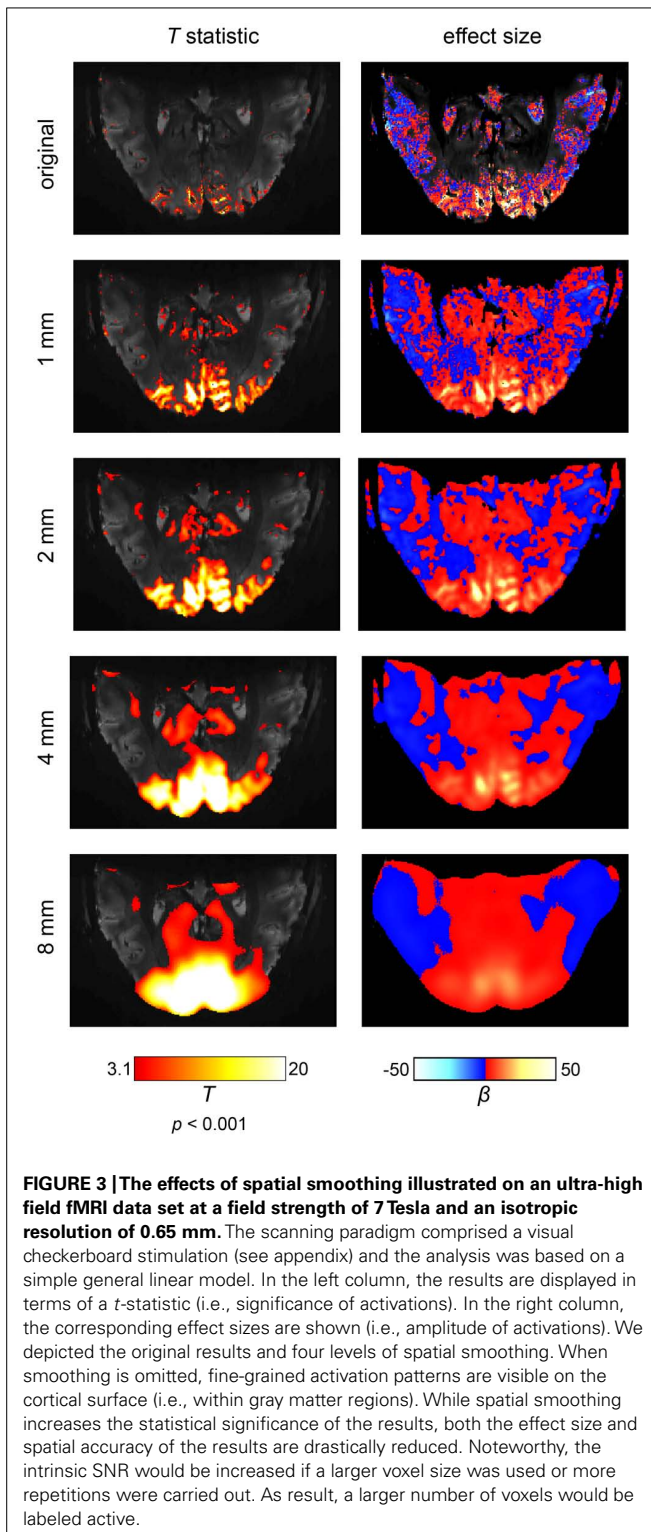 T statistic
effect size
original
1 mm
2 mm
4 mm
8 mm
3.1
20
T
p < 0.001
-50
50
β
FIGURE 3 | The effects of spatial smoothing illustrated on an ultra-high
field fMRI data set at a field strength of 7 Tesla and an isotropic
resolution of 0.65 mm. The scanning paradigm comprised a visual
checkerboard stimulation (see appendix) and the analysis was based on a
simple general linear model. In the left column, the results are displayed in
terms of a t-statistic (i.e., significance of activations). In the right column,
the corresponding effect sizes are shown (i.e., amplitude of activations). We
depicted the original results and four levels of spatial smoothing. When
smoothing is omitted, fine-grained activation patterns are visible on the
cortical surface (i.e., within gray matter regions). While spatial smoothing
increases the statistical significance of the results, both the effect size and
spatial accuracy of the results are drastically reduced. Noteworthy, the
intrinsic SNR would be increased if a larger voxel size was used or more
repetitions were carried out. As result, a larger number of voxels would be
labeled active.